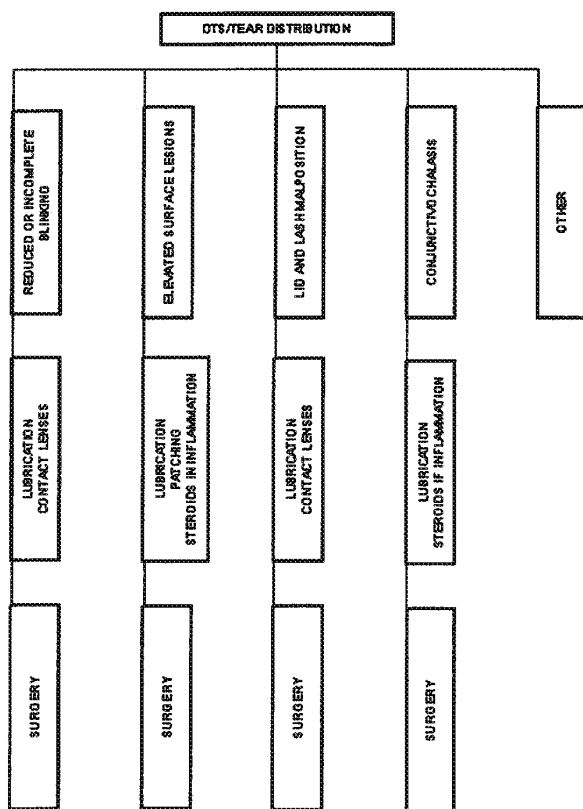 DTS/TEAR DISTRIBUTION
REDUCED OR INCOMPLETE
BLINKING
ELEVATED SURFACE LESIONS
LID AND LASH MALPOSITION
CONJUNCTIVOCHALASIS
OTHER
LUBRICATION
CONTACT LENSES
LUBRICATION
PATCHING
STEROIDS IN INFLAMMATION
LUBRICATION
CONTACT LENSES
LUBRICATION
STEROIDS IF INFLAMMATION
SURGERY
SURGERY
SURGERY
SURGERY